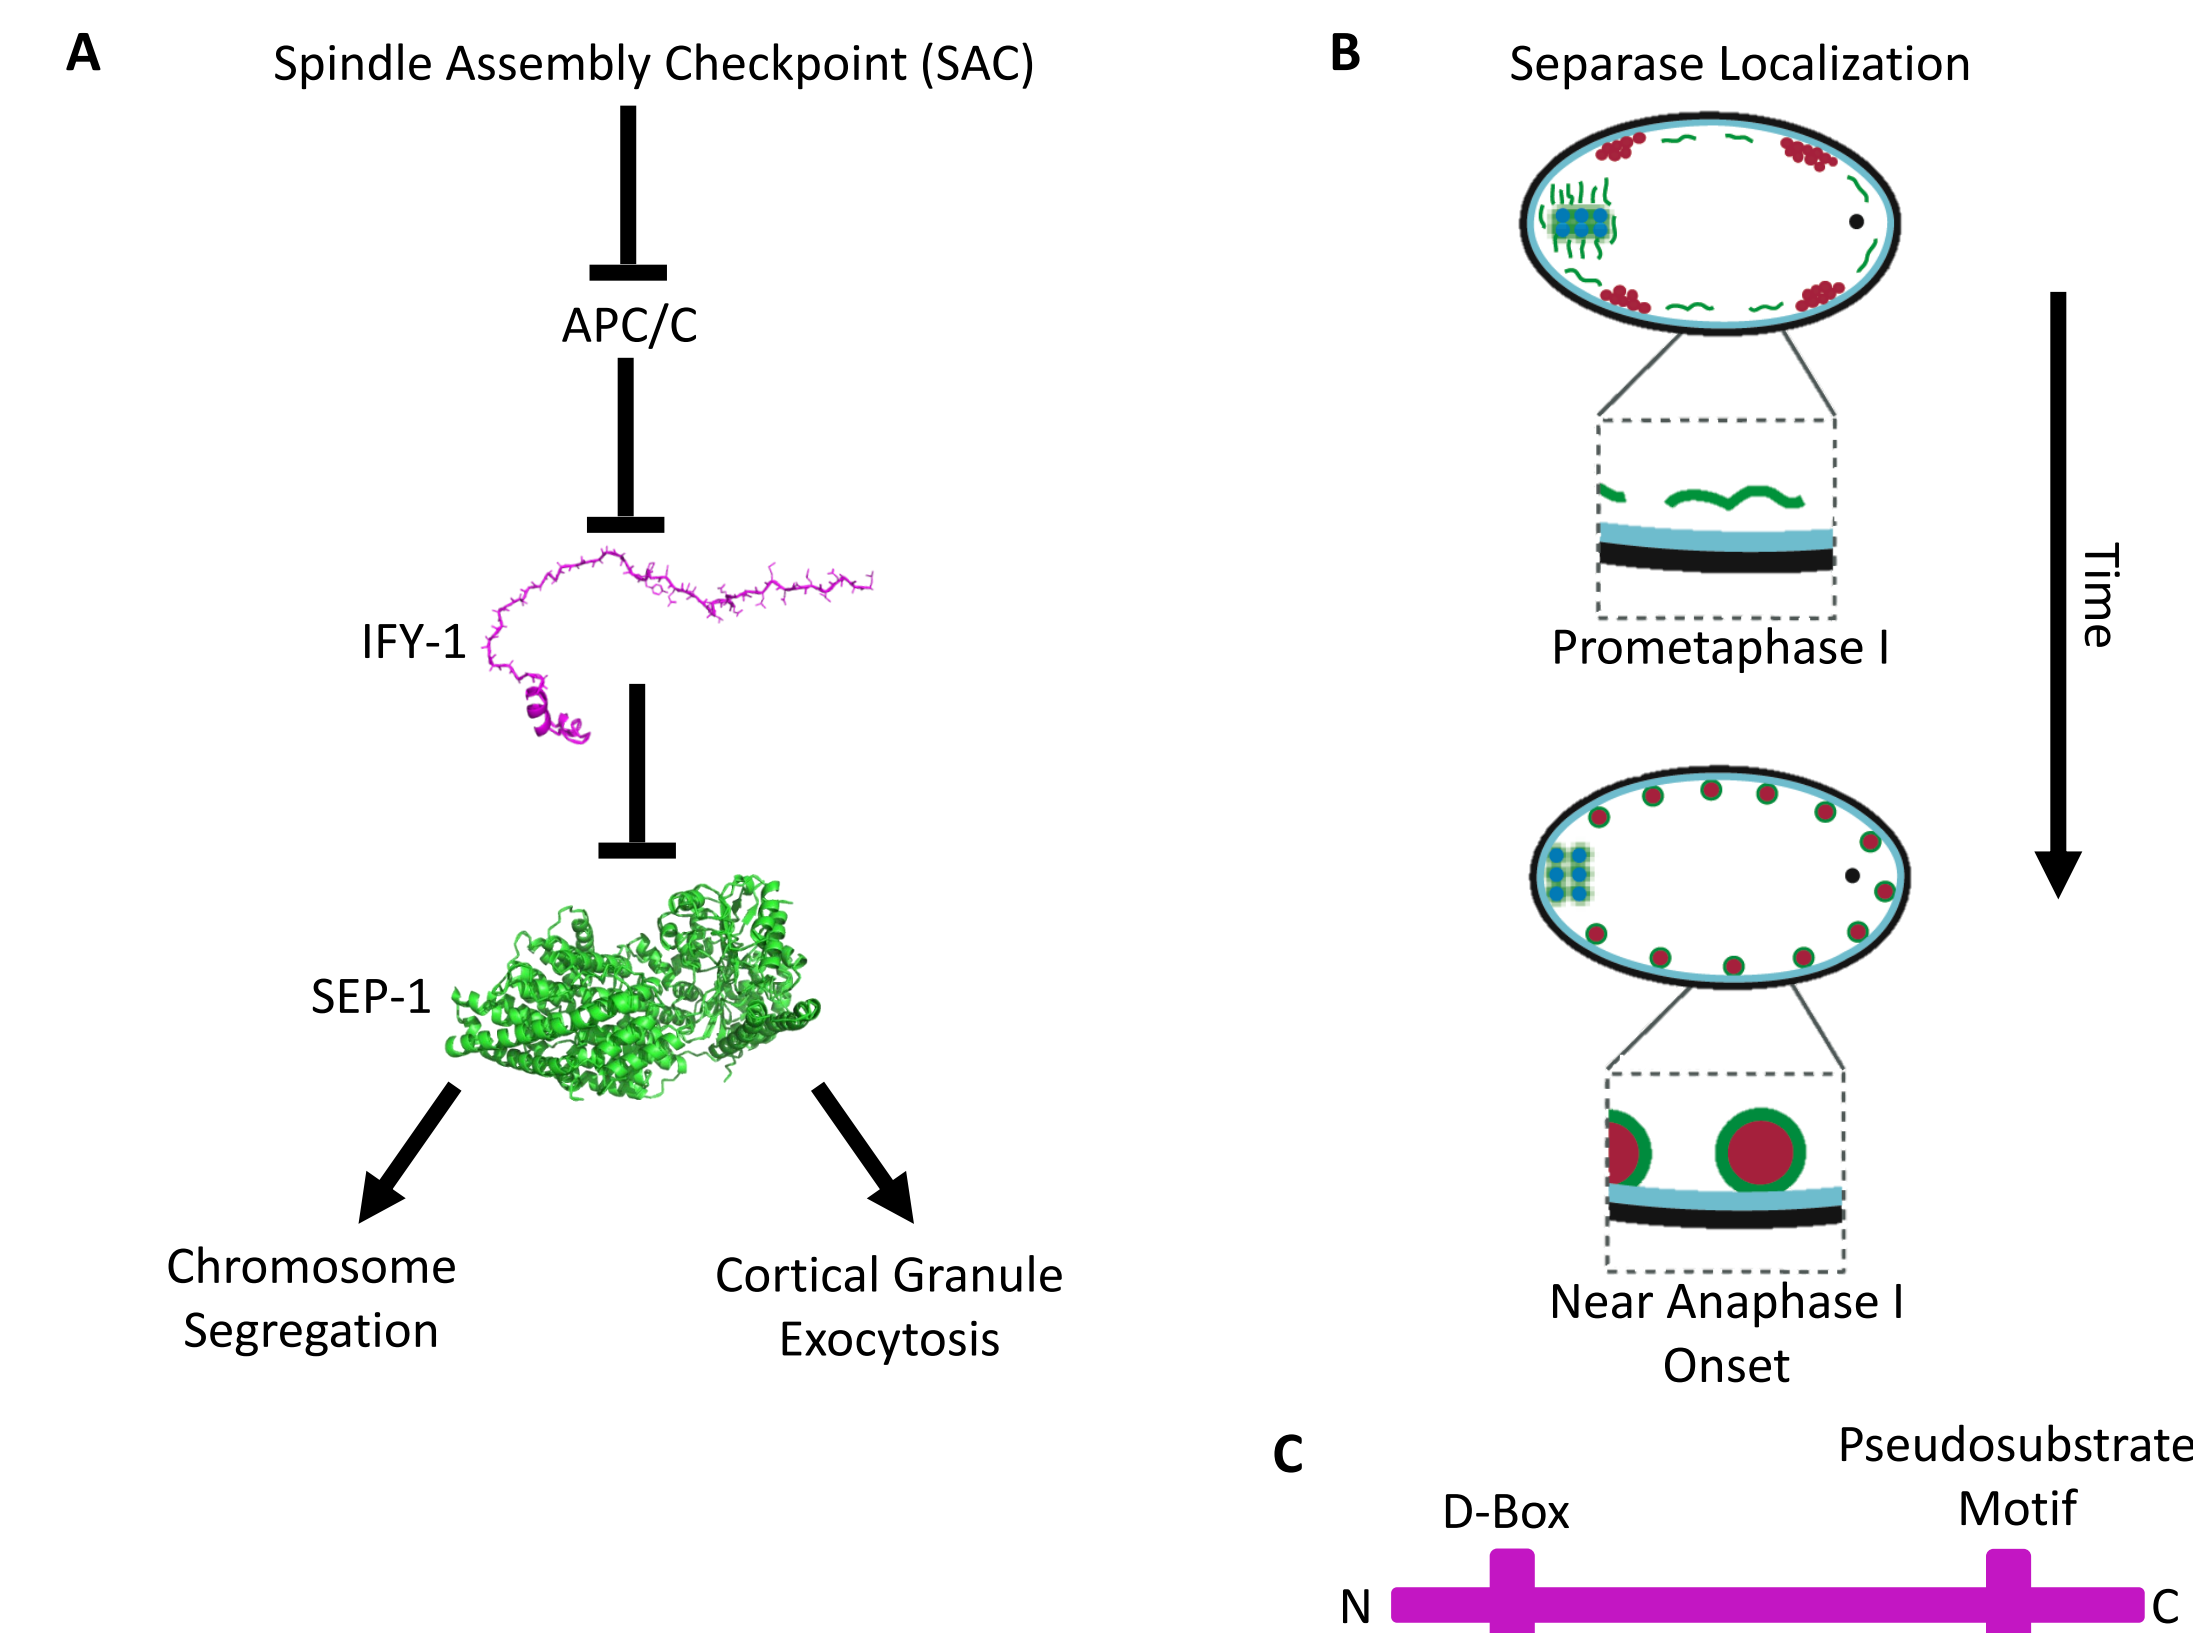 A
Spindle Assembly Checkpoint (SAC)
APC/C
IFY-1
SEP-1
Chromosome
Segregation
Cortical Granule
Exocytosis
B
Separase Localization
Prometaphase I
Time
Near Anaphase I
Onset
C
D-Box
Pseudosubstrate
Motif
N
C